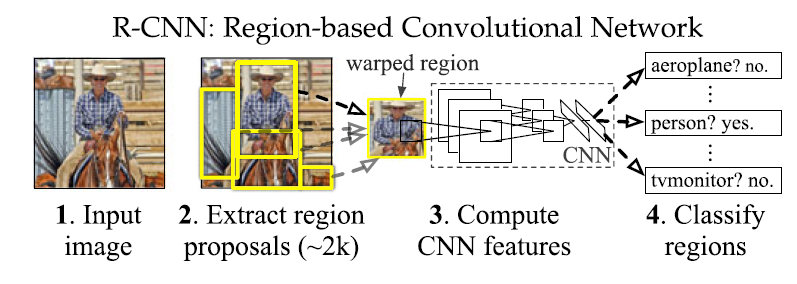 R-CNN: Region-based Convolutional Network
warped region
aeroplane? no.
⋮
person? yes.
⋮
tvmonitor? no.
CNN
1. Input
image
2. Extract region
proposals (~2k)
3. Compute
CNN features
4. Classify
regions